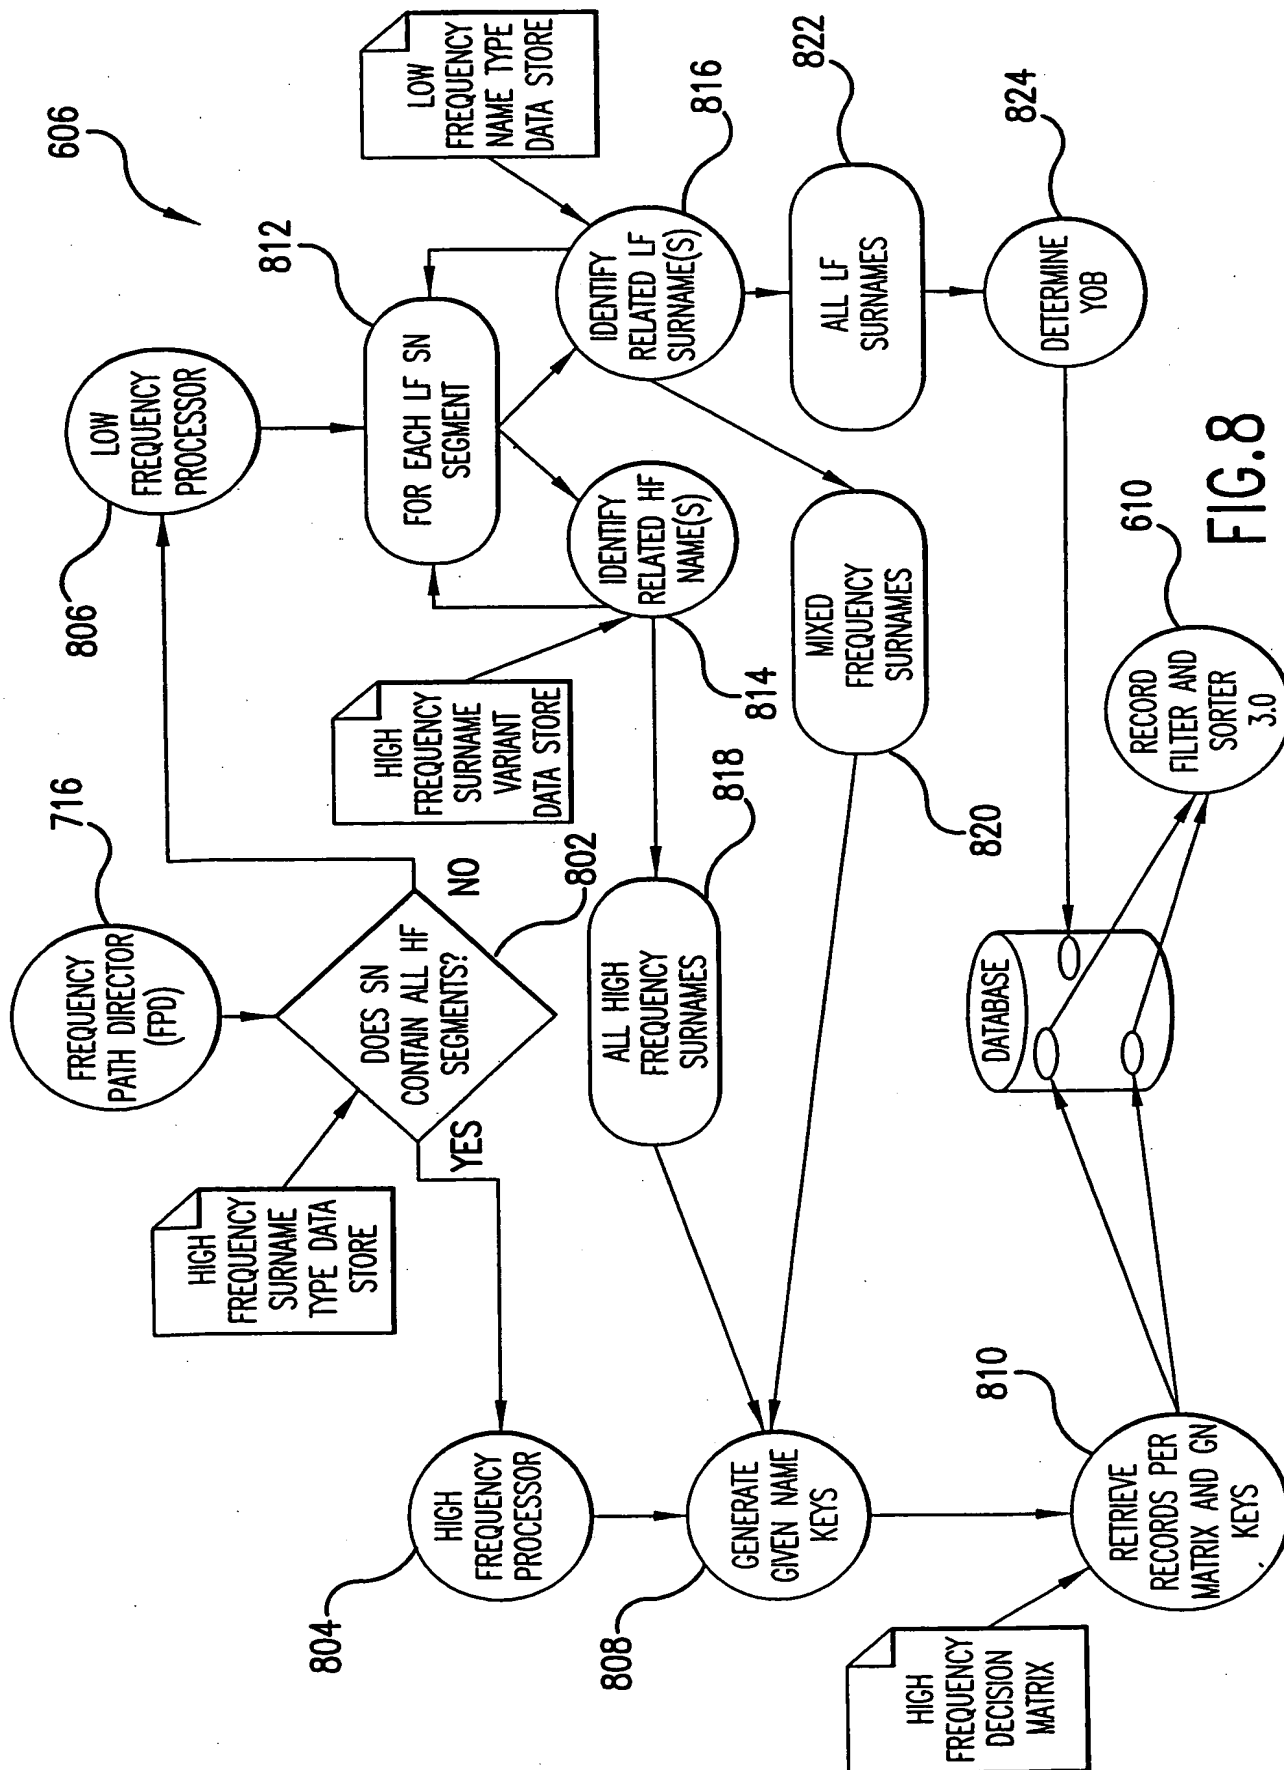 606
716
FREQUENCY
PATH DIRECTOR
(FPD)
HIGH
FREQUENCY
SURNAME
TYPE DATA
STORE
DOES SN
CONTAIN ALL HF
SEGMENTS?
802
NO
YES
806
LOW
FREQUENCY
PROCESSOR
812
FOR EACH LF SN
SEGMENT
LOW
FREQUENCY
NAME TYPE
DATA STORE
HIGH
FREQUENCY
SURNAME
VARIANT
DATA STORE
IDENTIFY
RELATED HF
NAME(S)
814
IDENTIFY
RELATED LF
SURNAME(S)
816
804
HIGH
FREQUENCY
PROCESSOR
ALL HIGH
FREQUENCY
SURNAMES
818
MIXED
FREQUENCY
SURNAMES
820
ALL LF
SURNAMES
822
808
GENERATE
GIVEN NAME
KEYS
DETERMINE
YOB
824
HIGH
FREQUENCY
DECISION
MATRIX
RETRIEVE
RECORDS PER
MATRIX AND GN
KEYS
810
DATABASE
RECORD
FILTER AND
SORTER
3.0
610
FIG.8